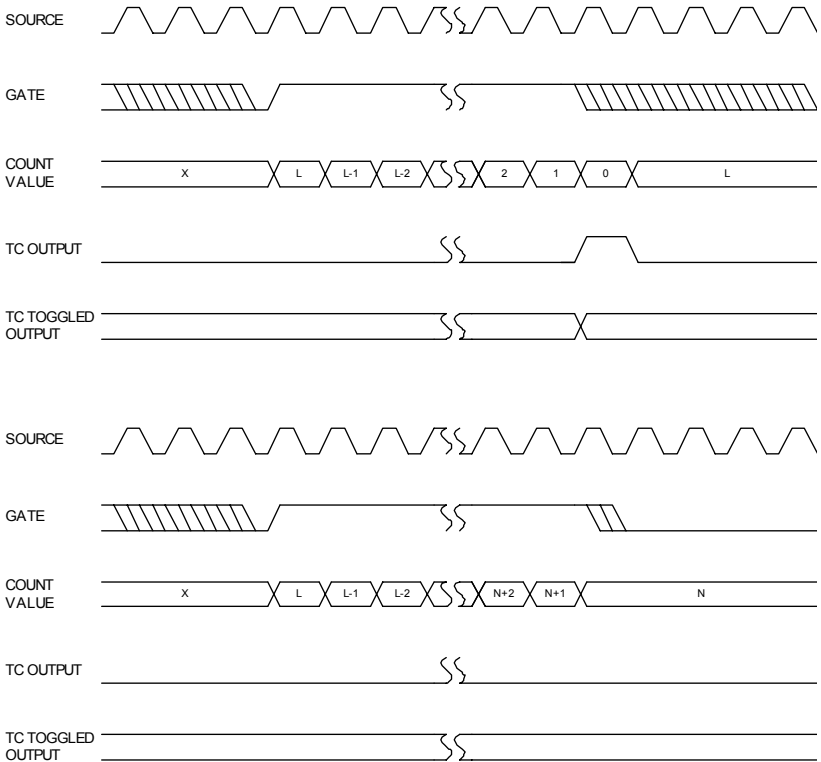 SOURCE
GATE
COUNT
VALUE
X L L-1 L-2 2 1 0 L
TC OUTPUT
TC TOGGLED
OUTPUT
SOURCE
GATE
COUNT
VALUE
X L L-1 L-2 N+2 N+1 N
TC OUTPUT
TC TOGGLED
OUTPUT